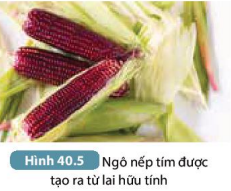 Hình 40.5 Ngô nếp tím được
tạo ra từ lai hữu tính